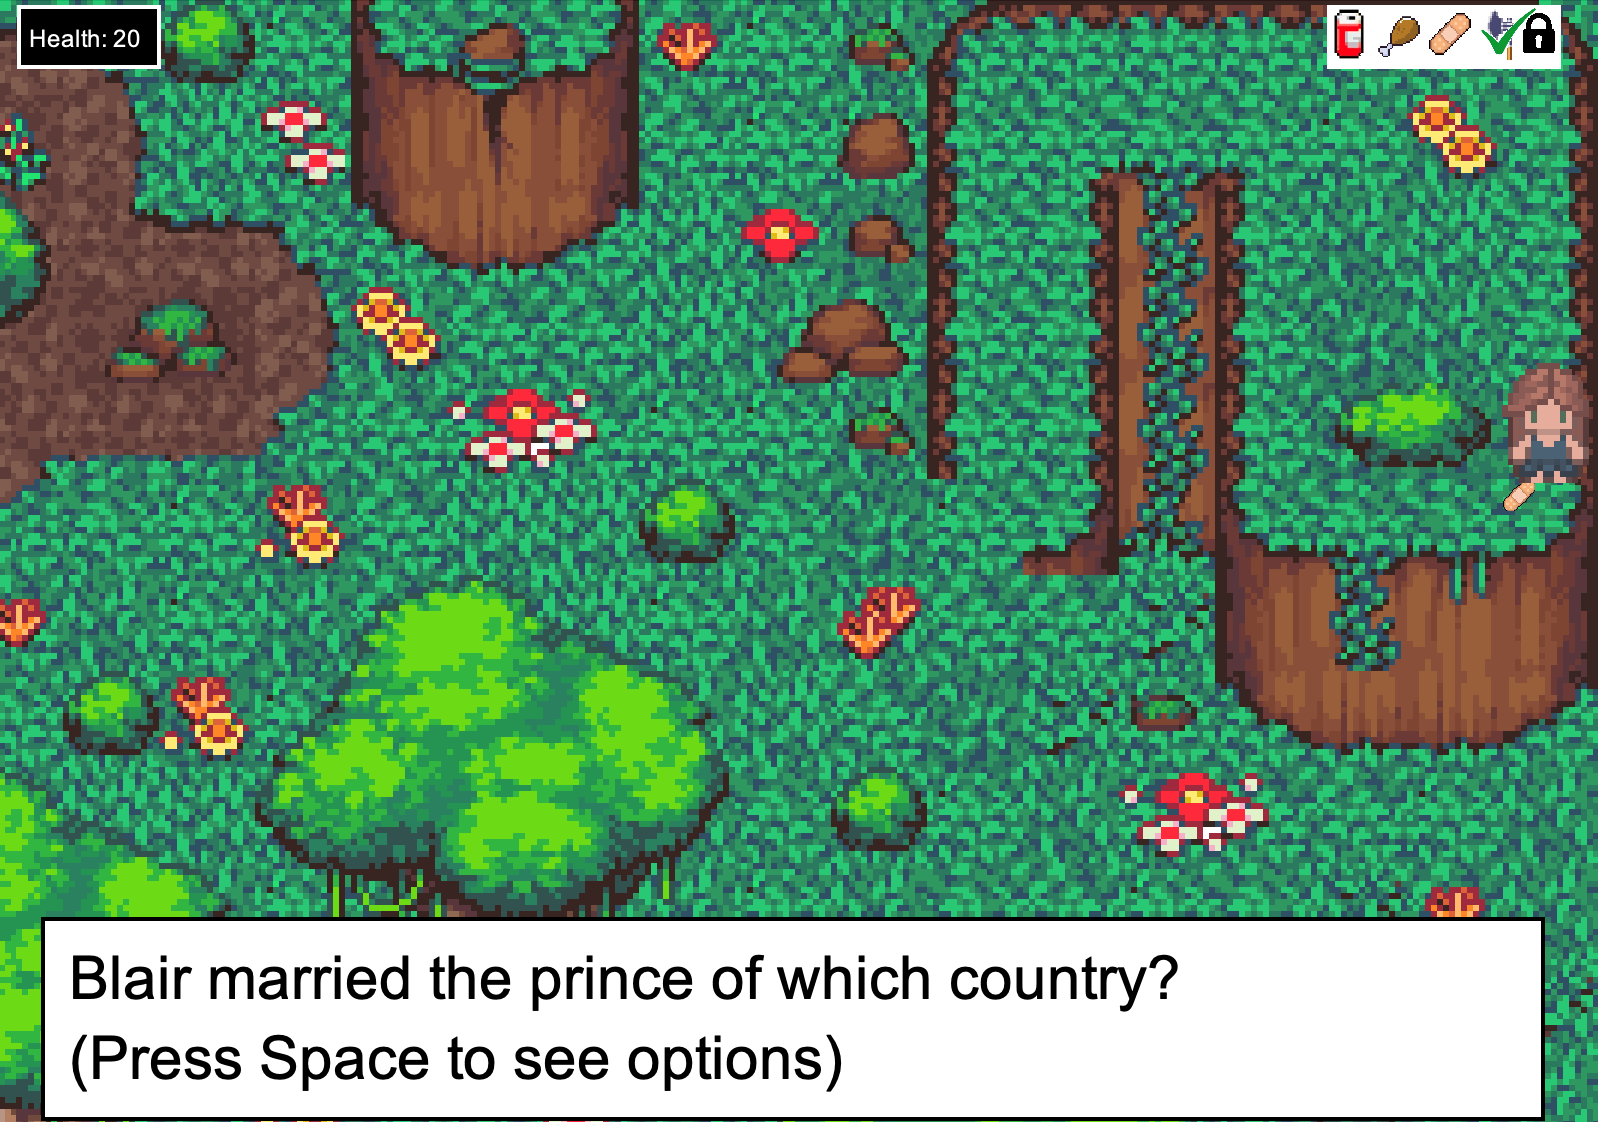 Health: 20
Blair married the prince of which country?
(Press Space to see options)